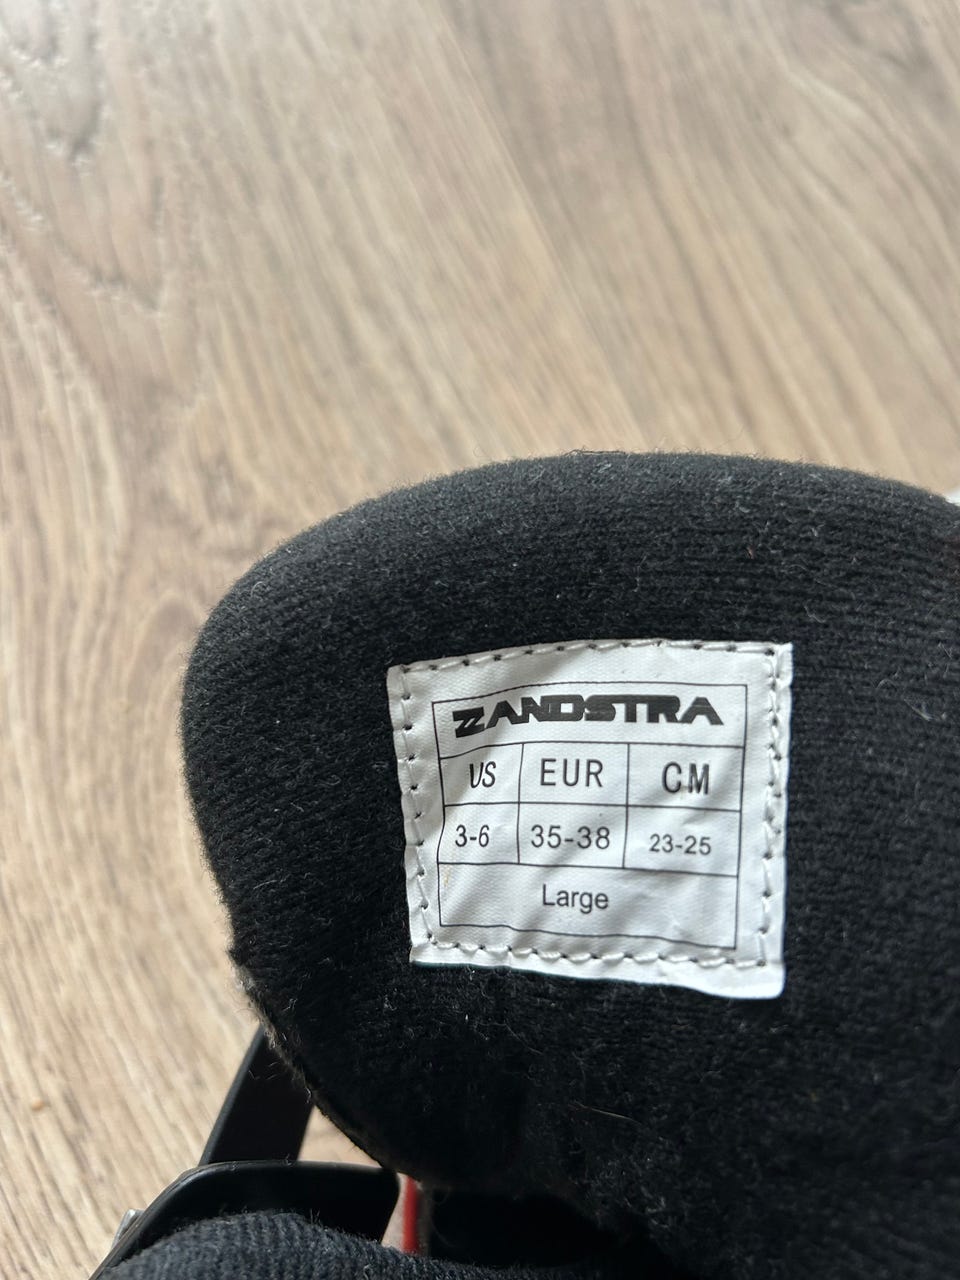 ZANDSTRA
US EUR CM
3-6 35-38 23-25
Large